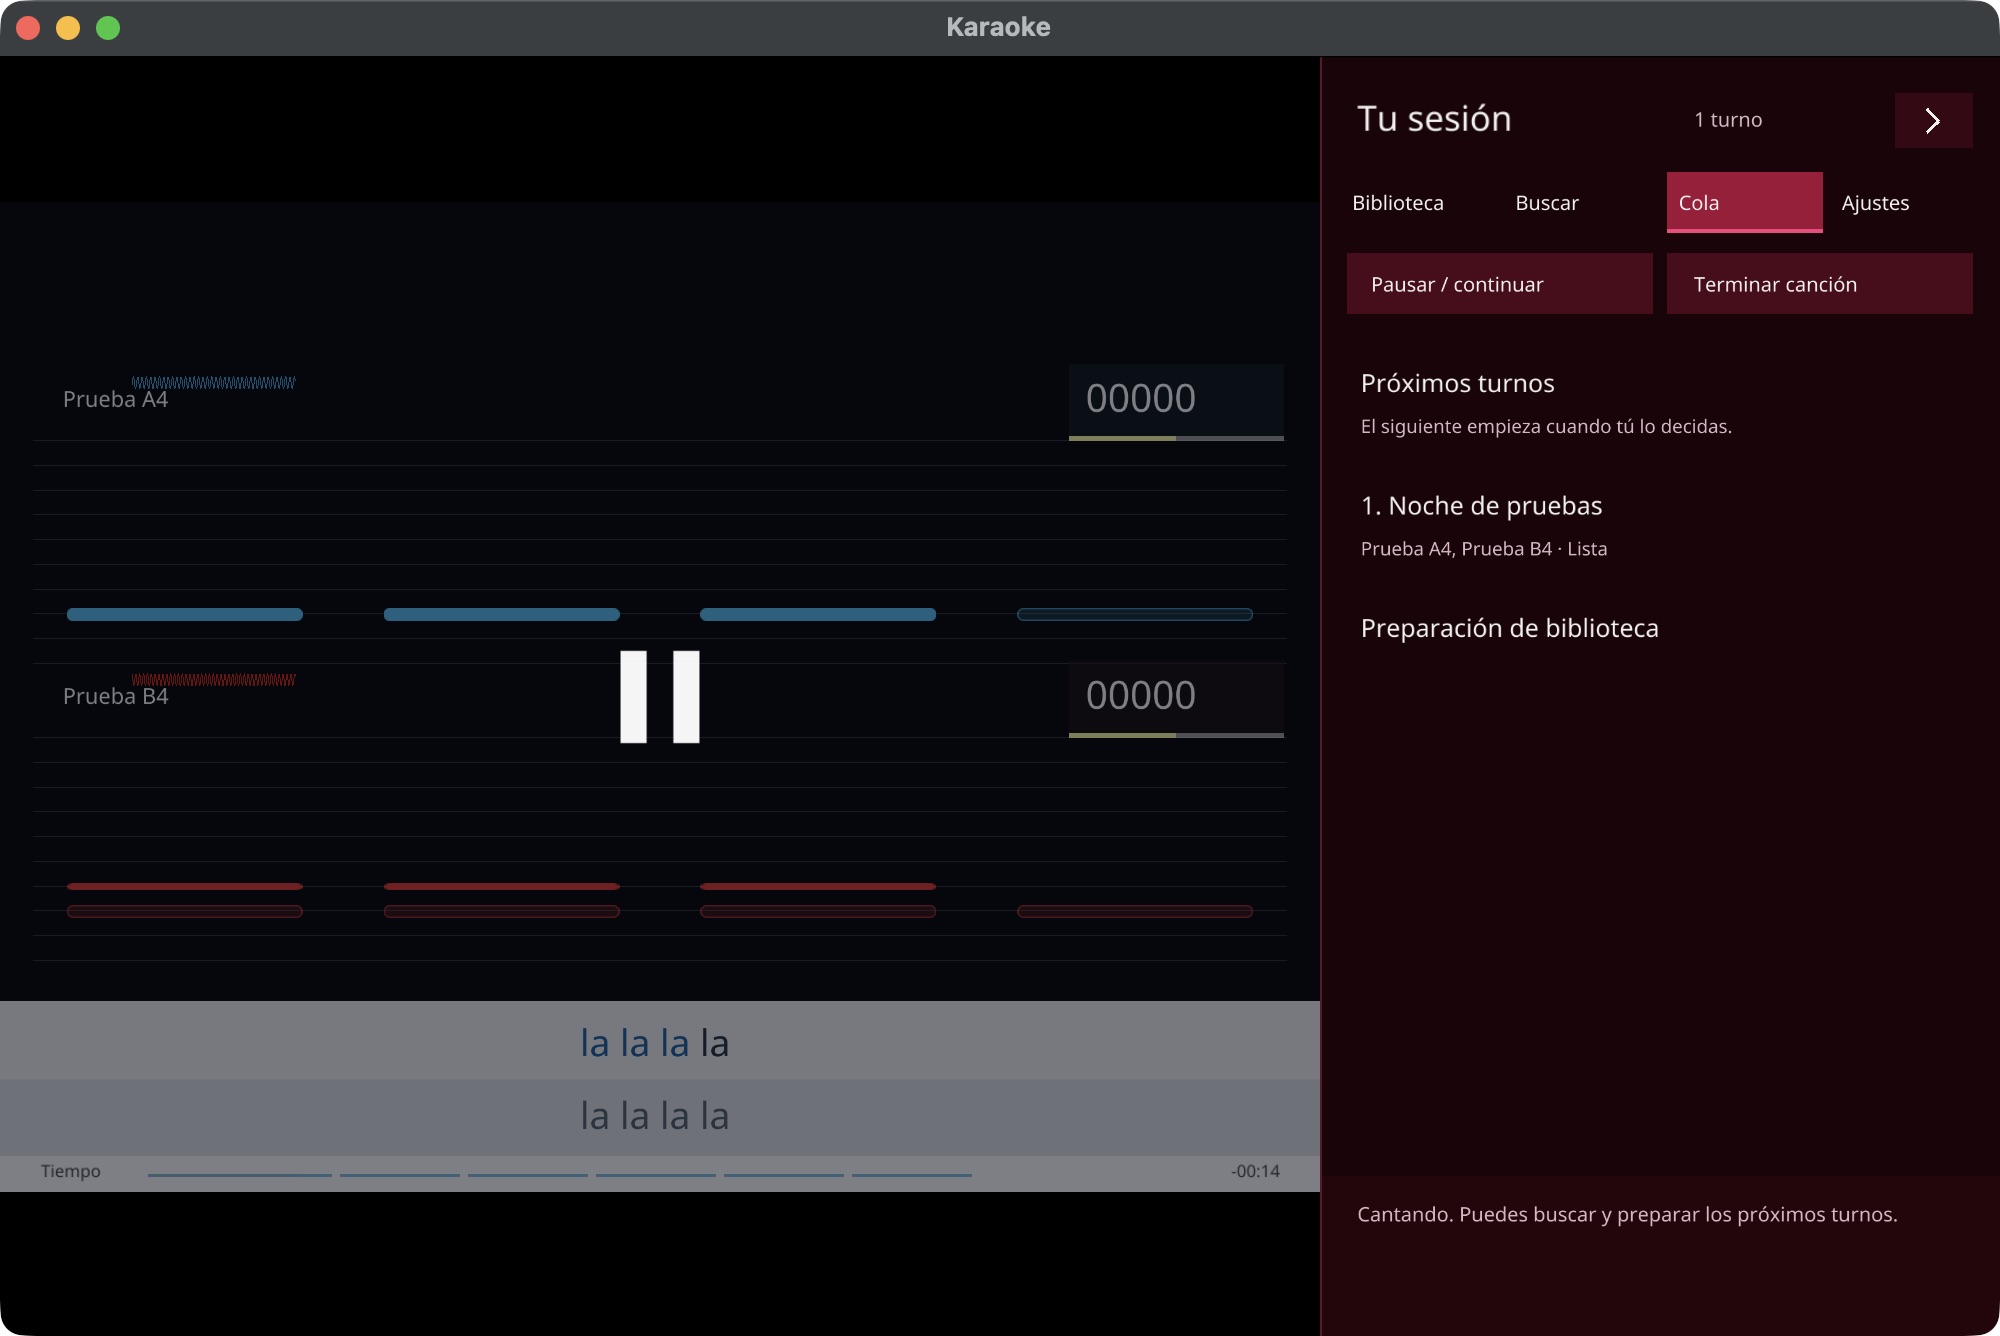 Karaoke
Prueba A4
00000
Prueba B4
00000
la la la la
la la la la
Tiempo
-00:14
Tu sesión
1 turno
Biblioteca
Buscar
Cola
Ajustes
Pausar / continuar
Terminar canción
Próximos turnos
El siguiente empieza cuando tú lo decidas.
1. Noche de pruebas
Prueba A4, Prueba B4 · Lista
Preparación de biblioteca
Cantando. Puedes buscar y preparar los próximos turnos.